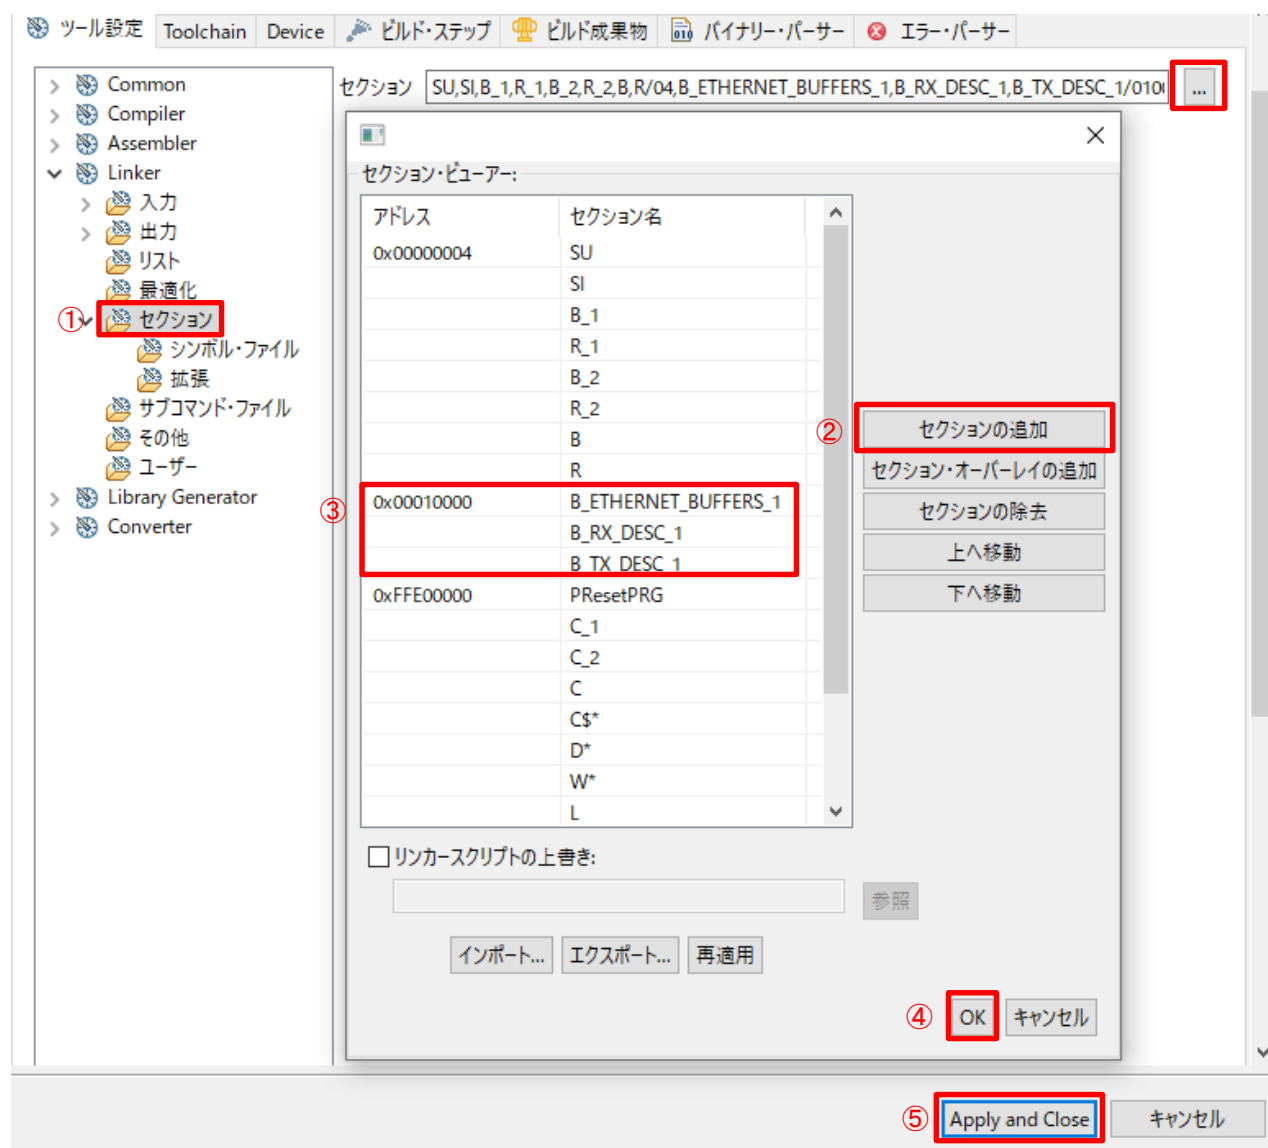 ツール設定 Toolchain Device ビルド・ステップ ビルド成果物 バイナリー・パーサー エラー・パーサー
Common
Compiler
Assembler
Linker
入力
出力
リスト
最適化
① セクション
シンボル・ファイル
拡張
サブコマンド・ファイル
その他
ユーザー
Library Generator
Converter
セクション SU,SI,B_1,R_1,B_2,R_2,B,R/04,B_ETHERNET_BUFFERS_1,B_RX_DESC_1,B_TX_DESC_1/010 ...
セクション・ビューアー:
アドレス セクション名
0x00000004 SU
SI
B_1
R_1
B_2
R_2
B
R
③ 0x00010000 B_ETHERNET_BUFFERS_1
B_RX_DESC_1
B_TX_DESC_1
0xFFE00000 PResetPRG
C_1
C_2
C
C$*
D*
W*
L
② セクションの追加
セクション・オーバーレイの追加
セクションの除去
上へ移動
下へ移動
リンカースクリプトの上書き:
参照
インポート... エクスポート... 再適用
④ OK キャンセル
⑤ Apply and Close キャンセル